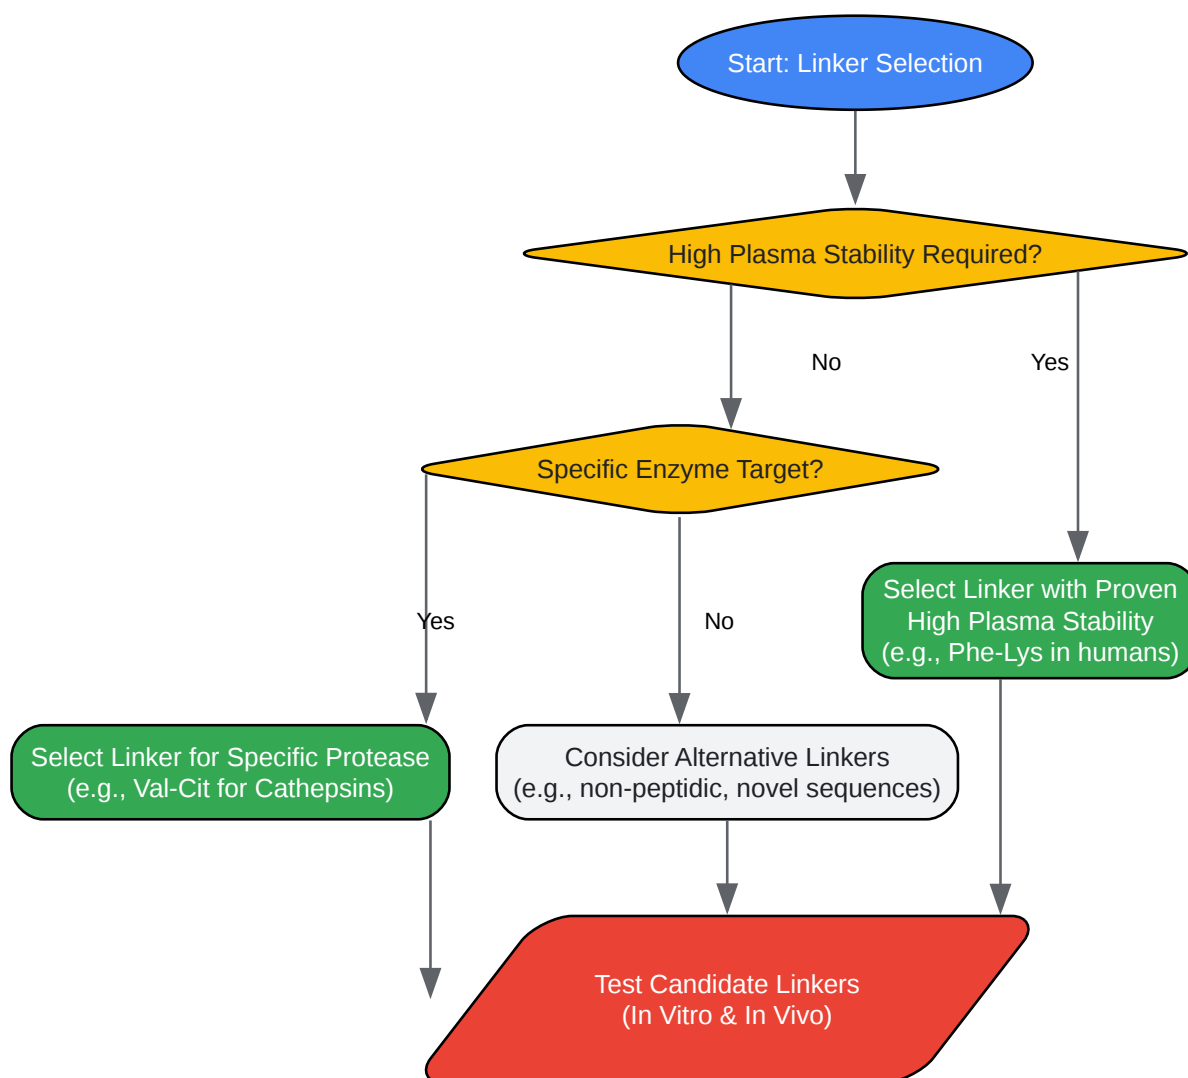 Start: Linker Selection
High Plasma Stability Required?
No
Yes
Specific Enzyme Target?
Select Linker with Proven
High Plasma Stability
(e.g., Phe-Lys in humans)
Yes
No
Select Linker for Specific Protease
(e.g., Val-Cit for Cathepsins)
Consider Alternative Linkers
(e.g., non-peptidic, novel sequences)
Test Candidate Linkers
(In Vitro & In Vivo)